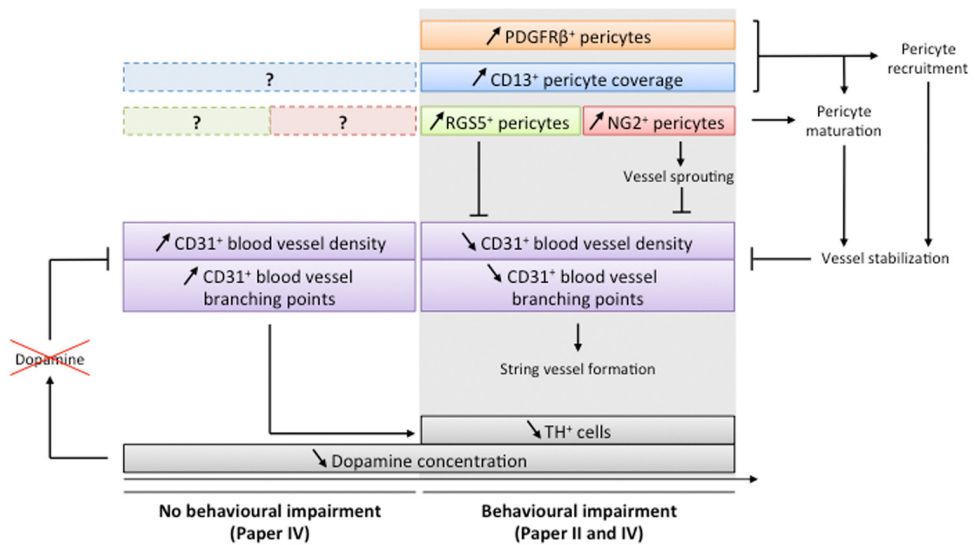 ↗ PDGFRβ⁺ pericytes
Pericyte
recruitment
?
↗ CD13⁺ pericyte coverage
?
?
↗ RGS5⁺ pericytes
↗ NG2⁺ pericytes
Pericyte
maturation
Vessel sprouting
↗ CD31⁺ blood vessel density
↘ CD31⁺ blood vessel density
Vessel stabilization
↗ CD31⁺ blood vessel
branching points
↘ CD31⁺ blood vessel
branching points
Dopamine
String vessel formation
↘ TH⁺ cells
↘ Dopamine concentration
No behavioural impairment
(Paper IV)
Behavioural impairment
(Paper II and IV)